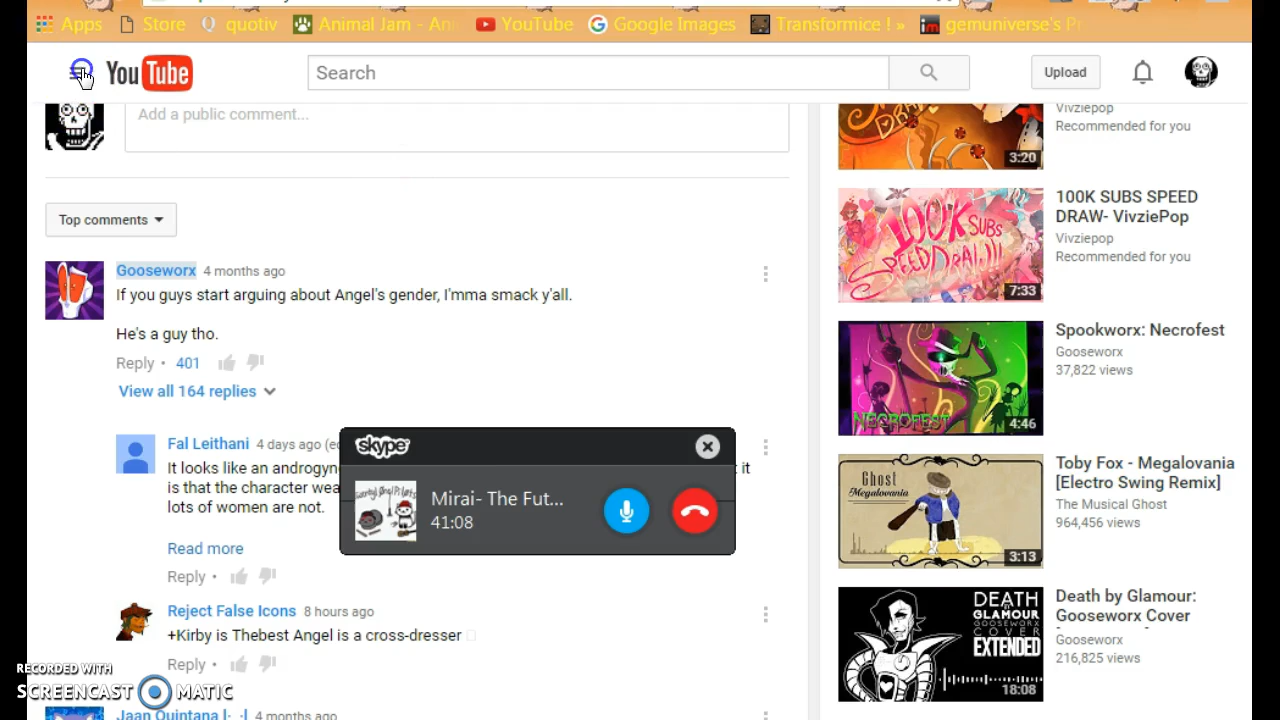 Apps Store quotiv Animal Jam - An YouTube Google Images Transformice ! » gemuniverse's Pr
YouTube Search Upload
Add a public comment...
Top comments
Gooseworx 4 months ago
If you guys start arguing about Angel's gender, I'mma smack y'all.
He's a guy tho.
Reply • 401
View all 164 replies
Fal Leithani 4 days ago (e
It looks like an androgyn it
is that the character wea
lots of women are not.
Read more
Reply •
Reject False Icons 8 hours ago
+Kirby is Thebest Angel is a cross-dresser
Reply •
Jaan Quintana 4 months ago
skype
Mirai- The Fut...
41:08
DRAW
3:20
Vivziepop
Recommended for you
100K SUBS
SPEED DRAW!!!
7:33
100K SUBS SPEED
DRAW- VivziePop
Vivziepop
Recommended for you
NECROFEST
4:46
Spookworx: Necrofest
Gooseworx
37,822 views
Ghost
Megalovania
3:13
Toby Fox - Megalovania
[Electro Swing Remix]
The Musical Ghost
964,456 views
DEATH
BY
GLAMOUR
GOOSEWORX
COVER
EXTENDED
18:08
Death by Glamour:
Gooseworx Cover
Gooseworx
216,825 views
RECORDED WITH
SCREENCAST MATIC